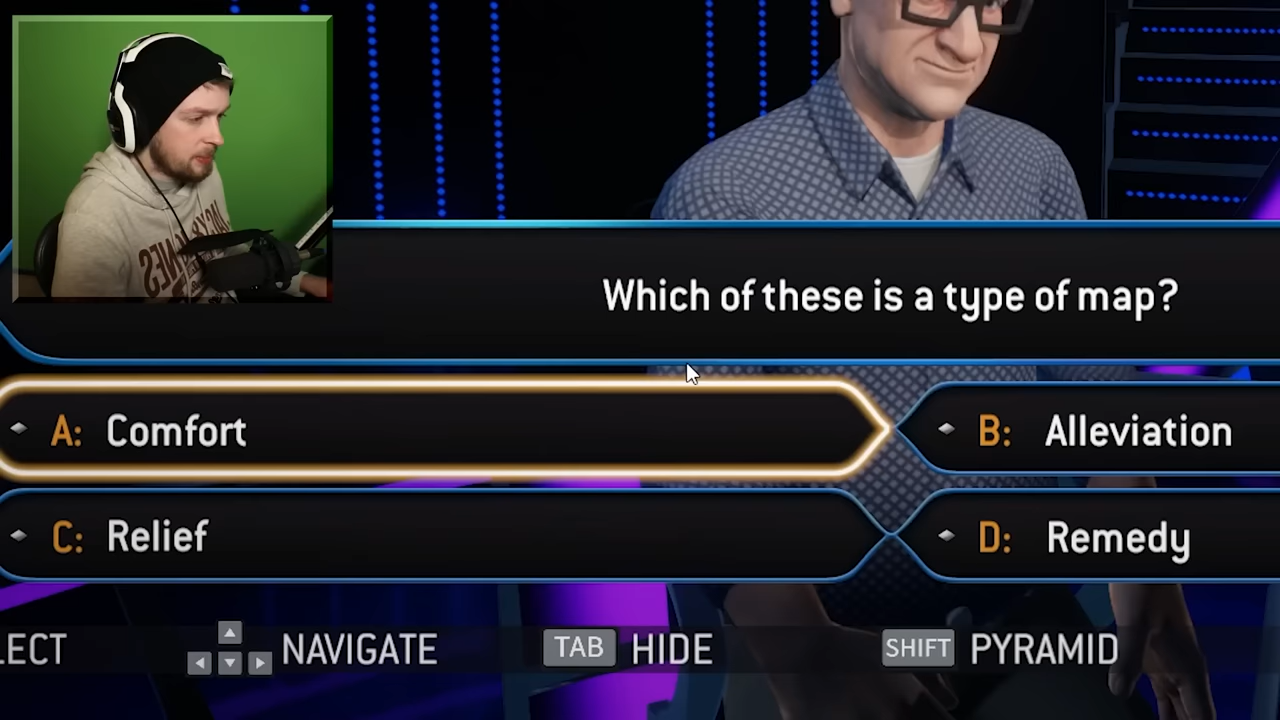 Which of these is a type of map?
A: Comfort
B: Alleviation
C: Relief
D: Remedy
LECT
NAVIGATE
TAB HIDE
SHIFT PYRAMID